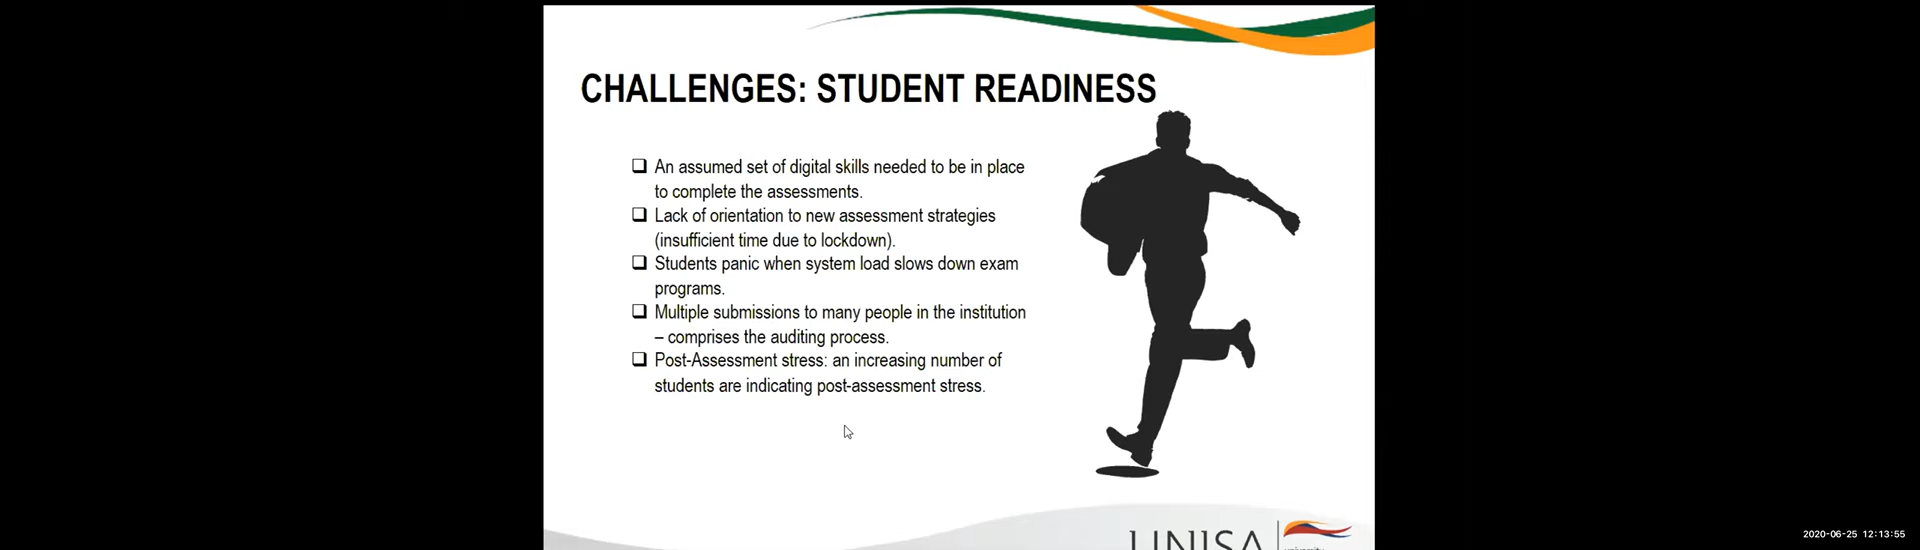 CHALLENGES: STUDENT READINESS
❑ An assumed set of digital skills needed to be in place
to complete the assessments.
❑ Lack of orientation to new assessment strategies
(insufficient time due to lockdown).
❑ Students panic when system load slows down exam
programs.
❑ Multiple submissions to many people in the institution
– comprises the auditing process.
❑ Post-Assessment stress: an increasing number of
students are indicating post-assessment stress.
UNISA
2020-06-25 12:13:55